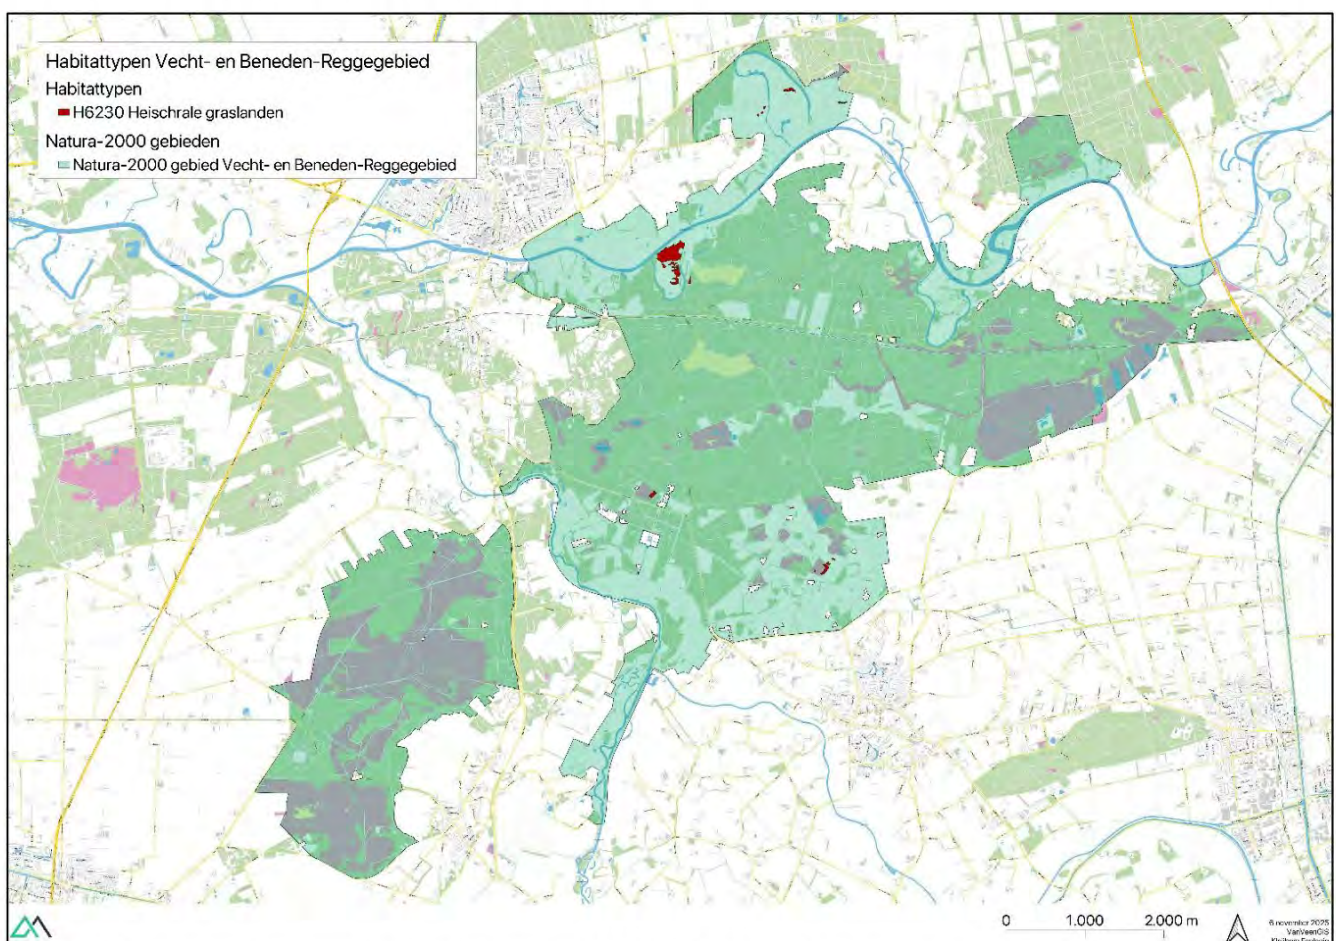 Habitattypen Vecht- en Beneden-Reggegebied
Habitattypen
H6230 Heischrale graslanden
Natura-2000 gebieden
Natura-2000 gebied Vecht- en Beneden-Reggegebied
0 1.000 2.000 m
6 november 2025
VanVeenGIS